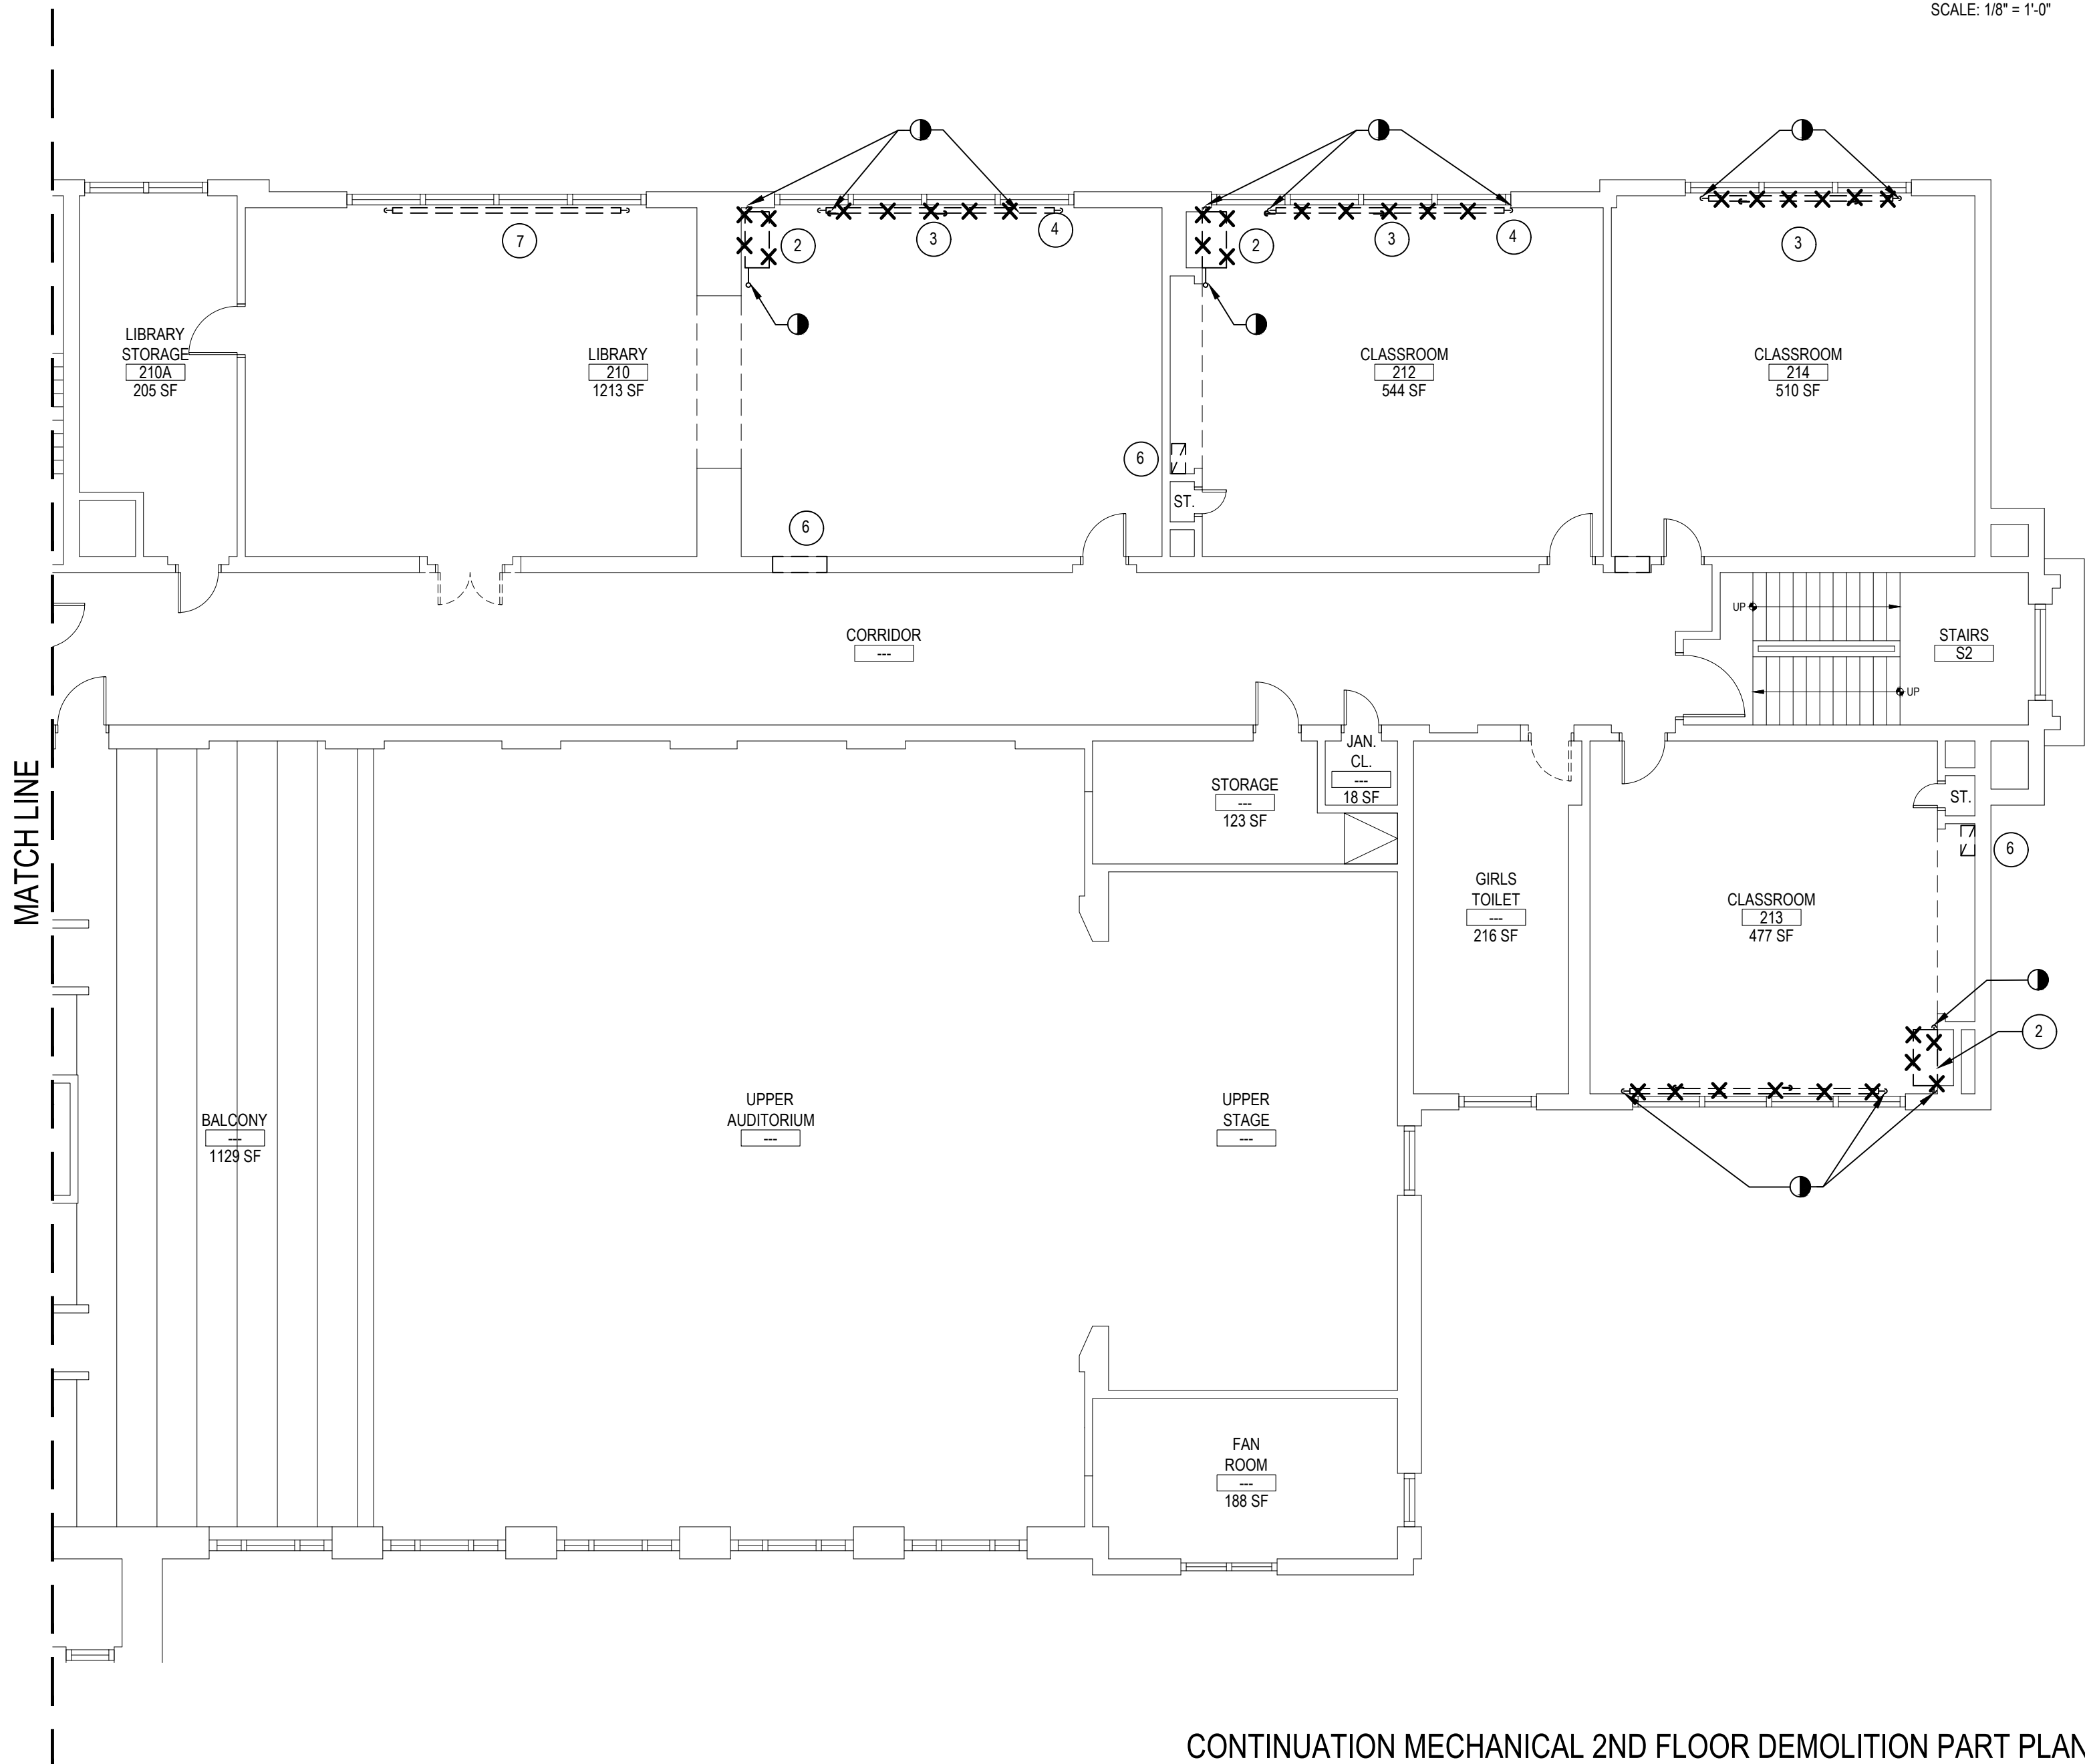 SCALE: 1/8" = 1'-0"
7
2
3
4
2
3
4
3
LIBRARY
STORAGE
210A
205 SF
LIBRARY
210
1213 SF
CLASSROOM
212
544 SF
CLASSROOM
214
510 SF
6
ST.
6
UP
CORRIDOR
---
STAIRS
S2
UP
MATCH LINE
JAN.
CL.
---
18 SF
STORAGE
---
123 SF
ST.
6
GIRLS
TOILET
---
216 SF
CLASSROOM
213
477 SF
2
BALCONY
---
1129 SF
UPPER
AUDITORIUM
---
UPPER
STAGE
---
FAN
ROOM
---
188 SF
CONTINUATION MECHANICAL 2ND FLOOR DEMOLITION PART PLAN